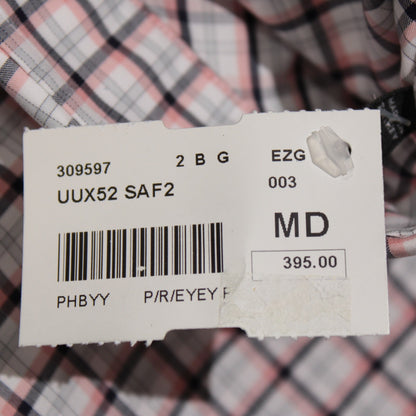 309597 2 B G EZG
UUX52 SAF2 003
MD
395.00
PHBYY P/R/EYEY